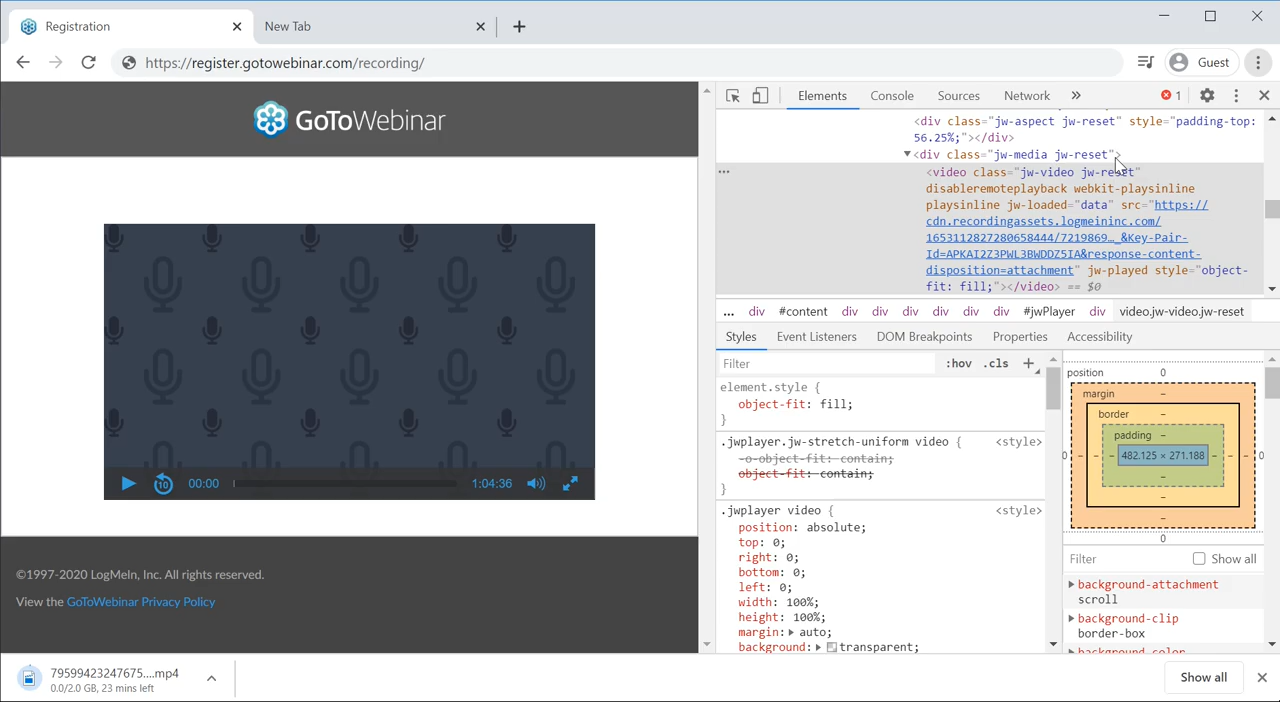 Registration
New Tab
https://register.gotowebinar.com/recording/
Guest
GoToWebinar
00:00
1:04:36
10
©1997-2020 LogMeIn, Inc. All rights reserved.
View the GoToWebinar Privacy Policy
Elements Console Sources Network » 1
<div class="jw-aspect jw-reset" style="padding-top:
56.25%;"></div>
▼<div class="jw-media jw-reset">
<video class="jw-video jw-reset"
disableremoteplayback webkit-playsinline
playsinline jw-loaded="data" src="https://
cdn.recordingassets.logmeininc.com/
1653112827280658444/7219869…_&Key-Pair-
Id=APKAI2Z3PWL3BWDDZ5IA&response-content-
disposition=attachment" jw-played style="object-
fit: fill;"></video> == $0
... div #content div div div div div div #jwPlayer div video.jw-video.jw-reset
Styles Event Listeners DOM Breakpoints Properties Accessibility
Filter :hov .cls +
element.style {
object-fit: fill;
}
.jwplayer.jw-stretch-uniform video { <style>
-o-object-fit: contain;
object-fit: contain;
}
.jwplayer video { <style>
position: absolute;
top: 0;
right: 0;
bottom: 0;
left: 0;
width: 100%;
height: 100%;
margin: auto;
background: transparent;
position 0
margin –
border –
padding –
0 – – – 482.125 × 271.188 – – – 0
–
–
–
0
Filter Show all
background-attachment
scroll
background-clip
border-box
79599423247675....mp4
0.0/2.0 GB, 23 mins left
Show all